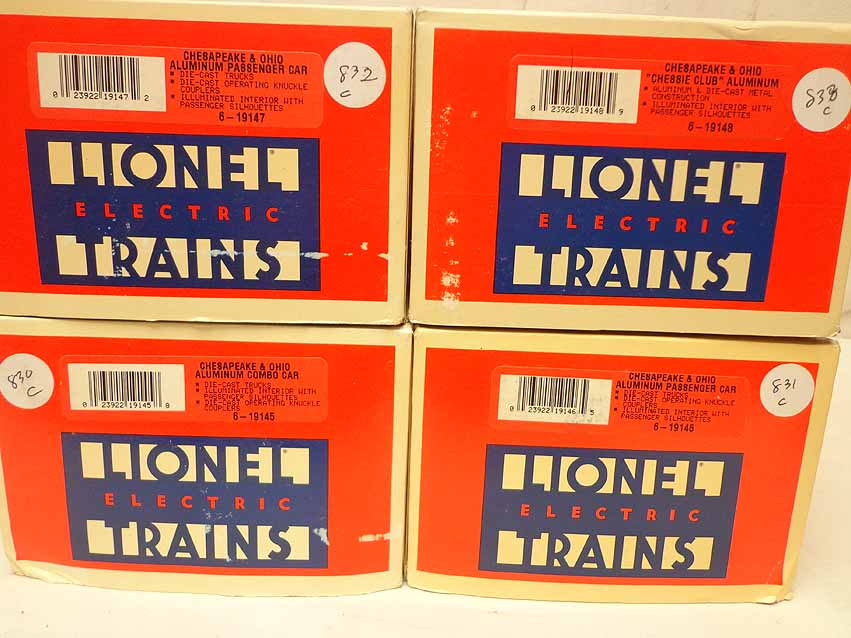 CHESAPEAKE & OHIO
ALUMINUM PASSENGER CAR
DIE-CAST TRUCKS
DIE-CAST OPERATING KNUCKLE
COUPLERS
ILLUMINATED INTERIOR WITH
PASSENGER SILHOUETTES
6-19147
0 23922 19147 2
832
C
LIONEL
ELECTRIC
TRAINS
CHESAPEAKE & OHIO
"CHESSIE CLUB" ALUMINUM
ALUMINUM & DIE-CAST METAL
CONSTRUCTION
ILLUMINATED INTERIOR WITH
PASSENGER SILHOUETTES
6-19148
0 23922 19148 9
C
LIONEL
ELECTRIC
TRAINS
830
C
CHESAPEAKE & OHIO
ALUMINUM COMBO CAR
DIE-CAST TRUCKS
ILLUMINATED INTERIOR WITH
PASSENGER SILHOUETTES
DIE-CAST OPERATING KNUCKLE
COUPLERS
6-19145
0 23922 19145 8
LIONEL
ELECTRIC
TRAINS
CHESAPEAKE & OHIO
ALUMINUM PASSENGER CAR
DIE-CAST TRUCKS
DIE-CAST OPERATING KNUCKLE
COUPLERS
ILLUMINATED INTERIOR WITH
PASSENGER SILHOUETTES
6-19146
0 23922 19146 5
831
C
LIONEL
ELECTRIC
TRAINS